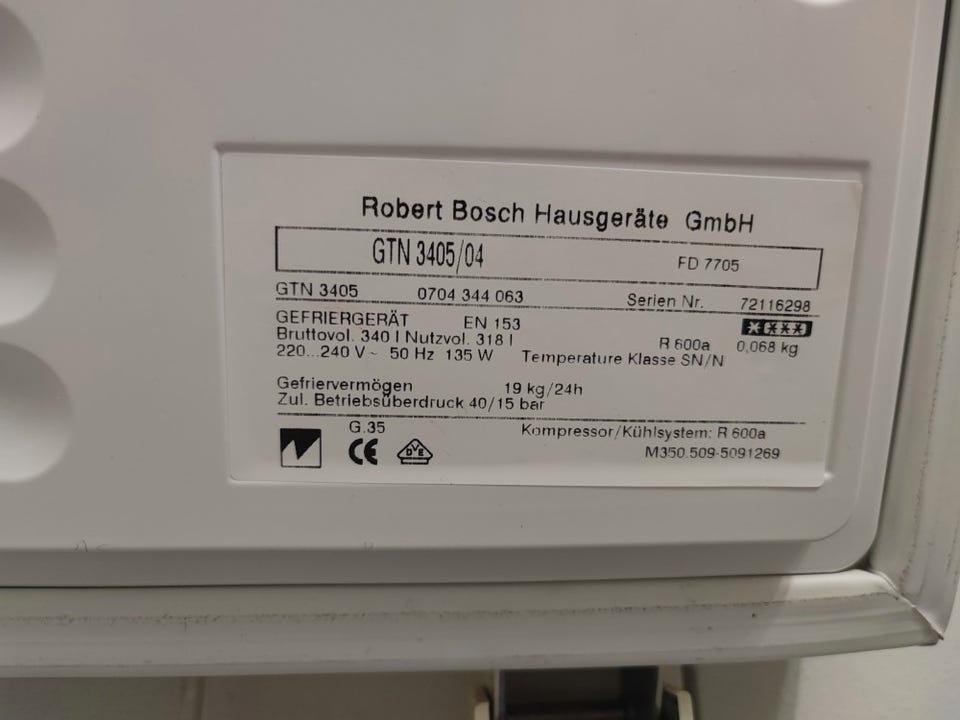 Robert Bosch Hausgeräte GmbH
GTN 3405/04 FD 7705
GTN 3405 0704 344 063 Serien Nr. 72116298
GEFRIERGERÄT EN 153
Bruttovol. 340 l Nutzvol. 318 l R 600a 0,068 kg
220...240 V ~ 50 Hz 135 W Temperature Klasse SN/N
Gefriervermögen 19 kg/24h
Zul. Betriebsüberdruck 40/15 bar
G.35 Kompressor/Kühlsystem: R 600a
CE DVE M350.509-5091269